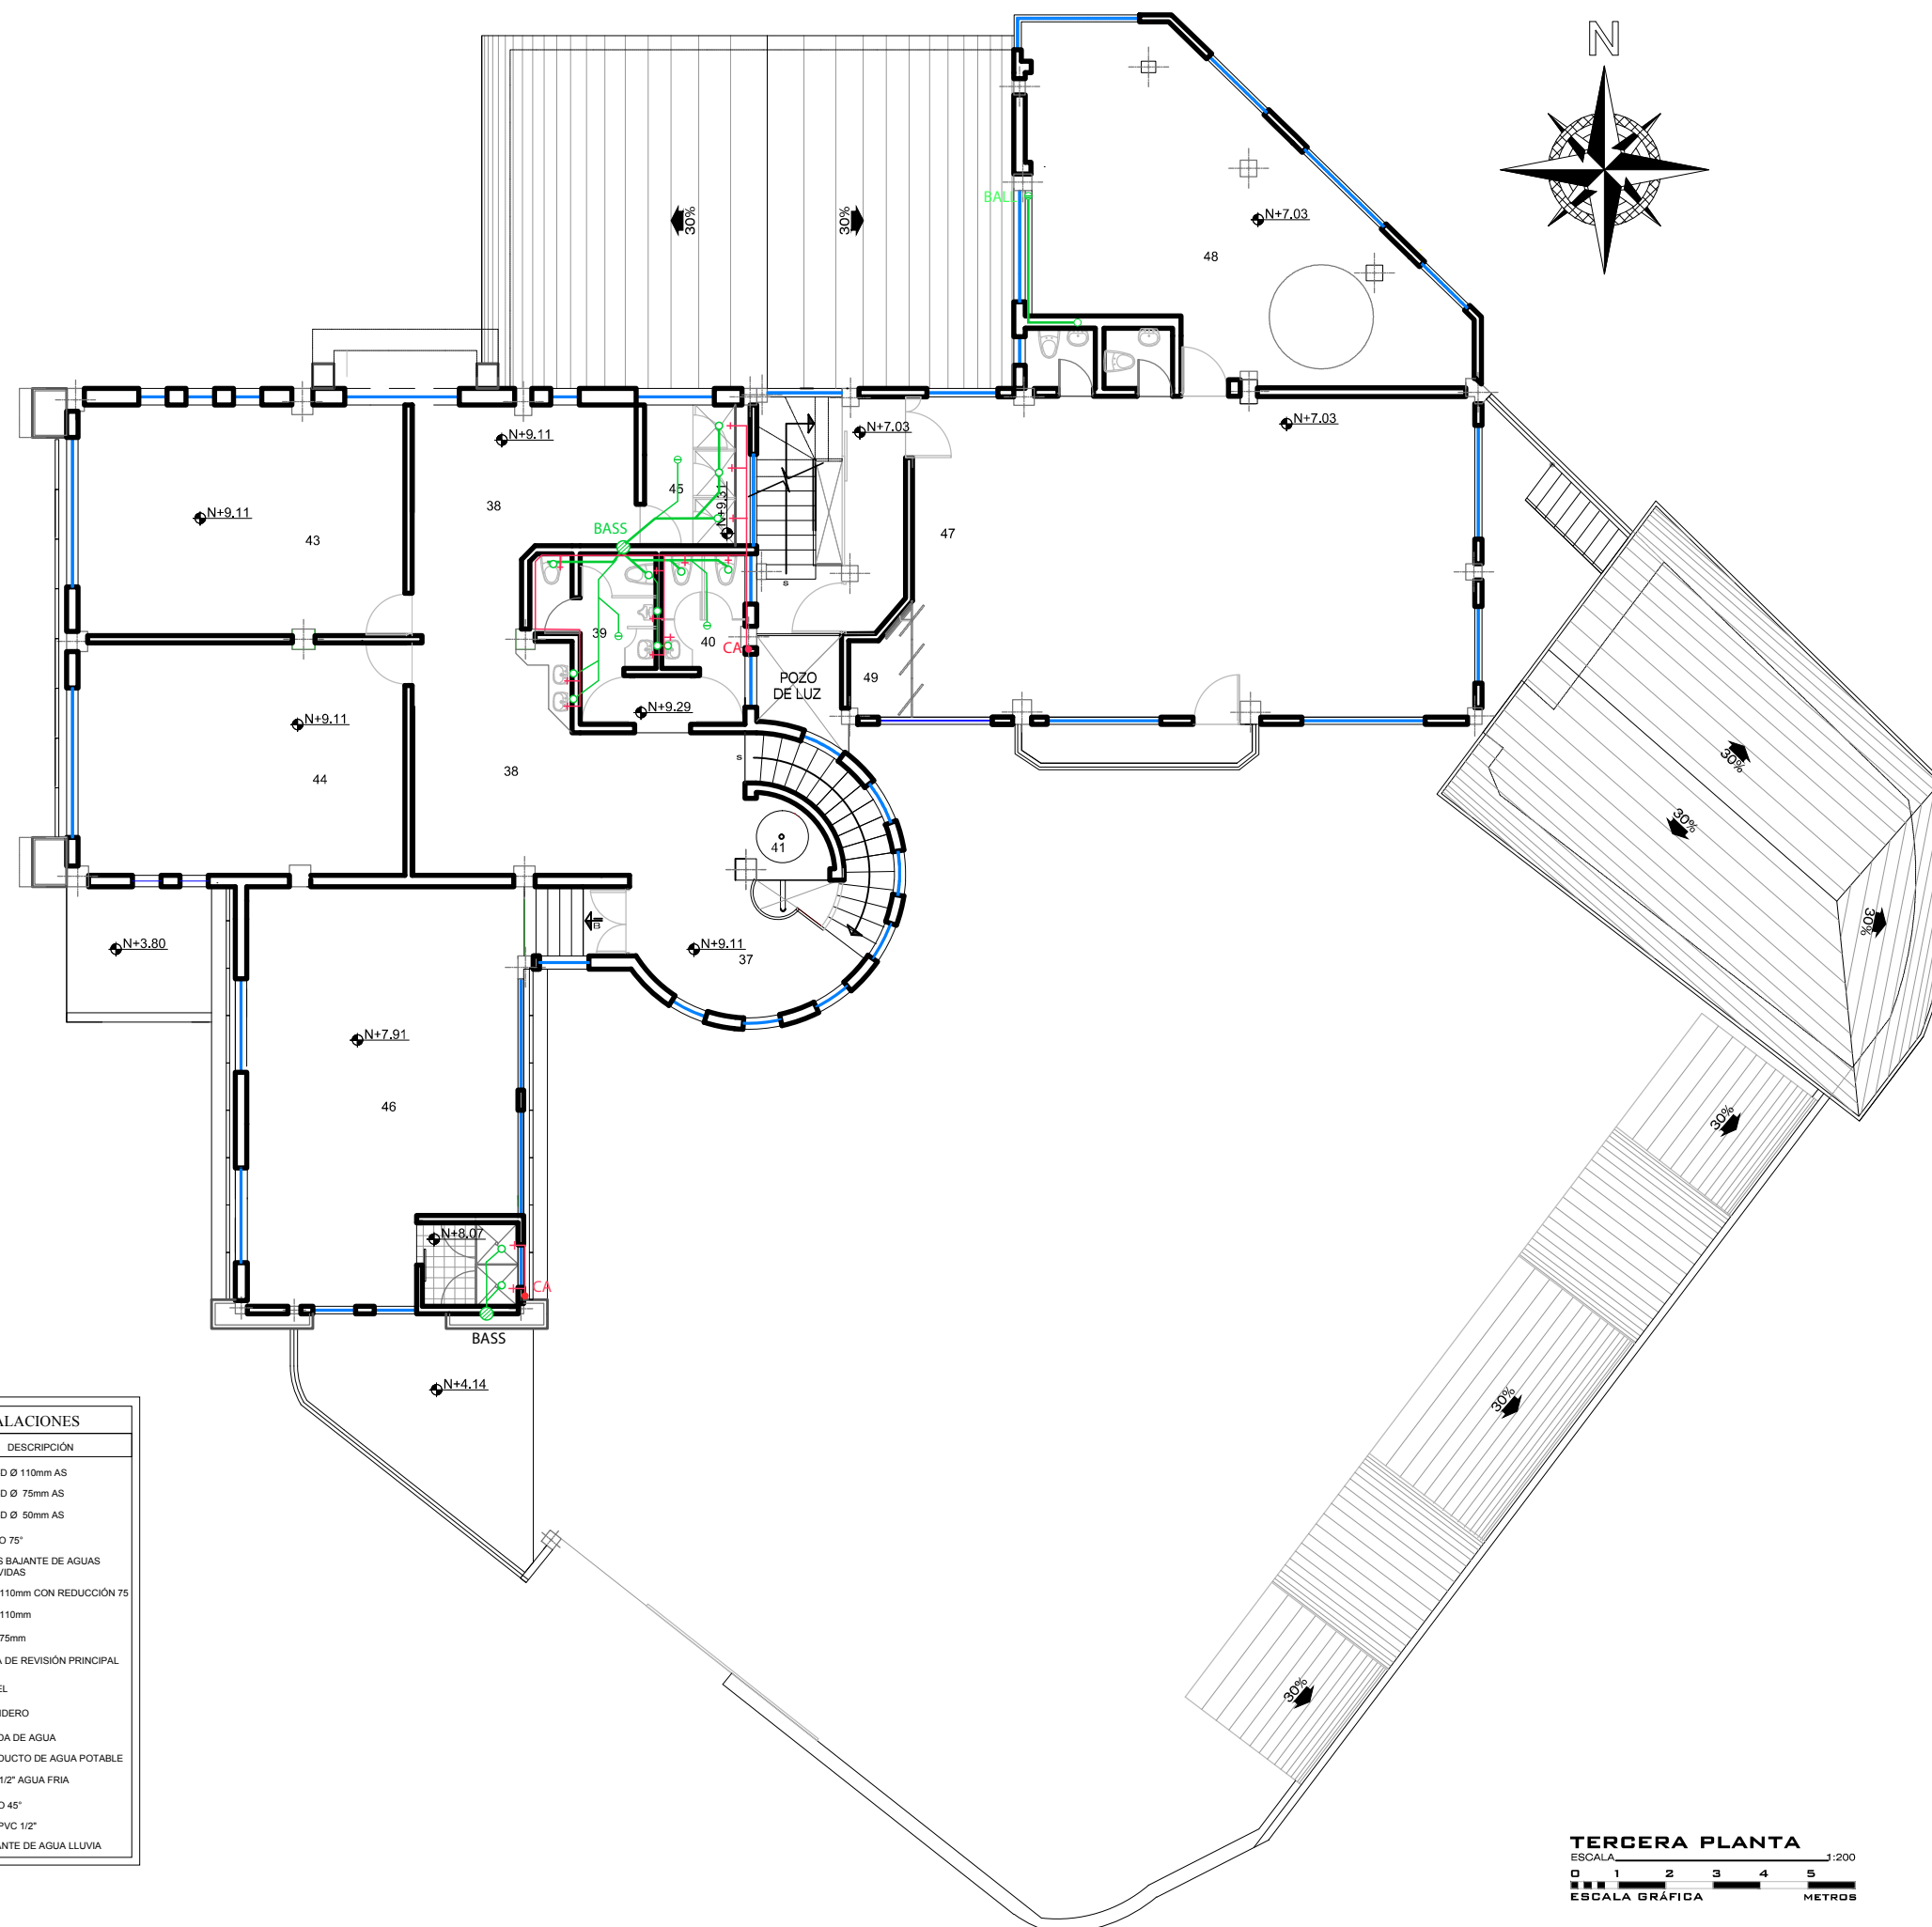 N
30%
30%
BALL
N+7.03
48
N+9.11
N+7.03
N+7.03
38
45
N+9.31
BASS
N+9.11
43
47
39
40
CA
POZO
DE LUZ
49
N+9.29
N+9.11
44
38
S
S
41
30%
30%
30%
B
N+3.80
N+9.11
37
N+7.91
46
30%
N+8.07
CA
BASS
N+4.14
30%
30%
ALACIONES
DESCRIPCIÓN
D Ø 110mm AS
D Ø 75mm AS
D Ø 50mm AS
O 75°
S BAJANTE DE AGUAS
VIDAS
110mm CON REDUCCIÓN 75
110mm
75mm
A DE REVISIÓN PRINCIPAL
EL
IDERO
DA DE AGUA
DUCTO DE AGUA POTABLE
1/2" AGUA FRIA
O 45°
PVC 1/2"
ANTE DE AGUA LLUVIA
TERCERA PLANTA
ESCALA 1:200
0 1 2 3 4 5
ESCALA GRÁFICA METROS